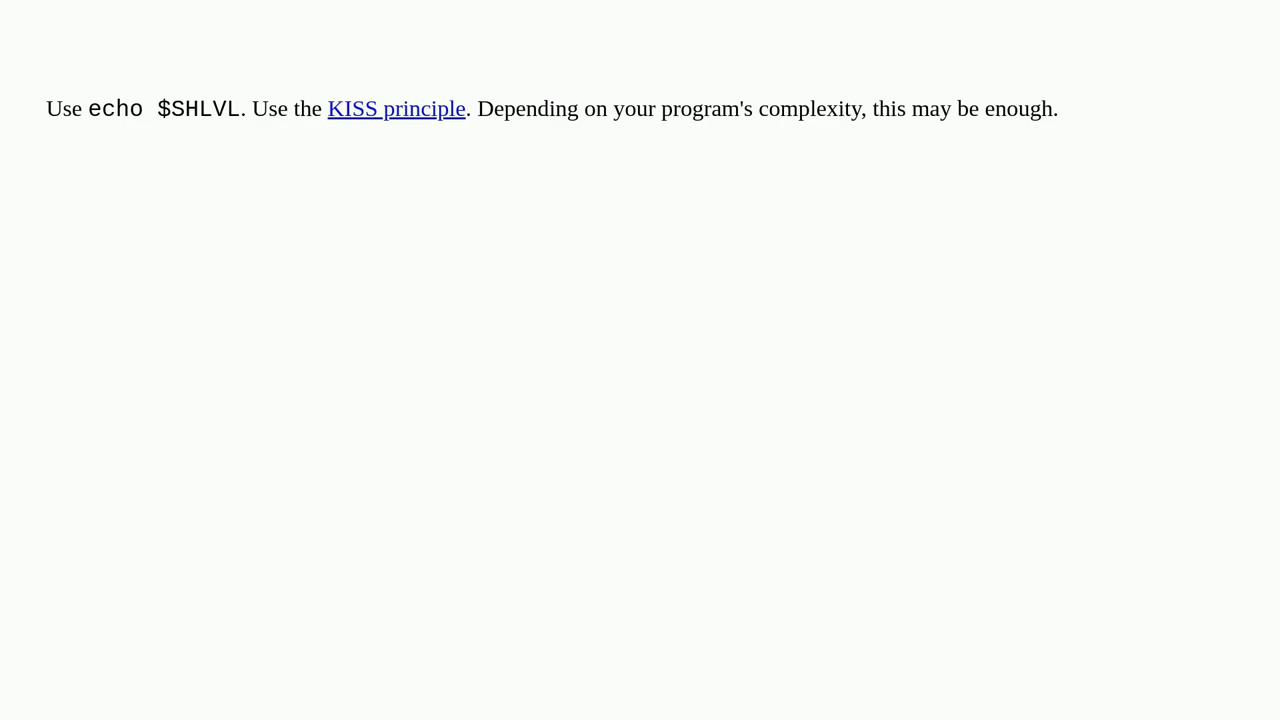 Use echo $SHLVL. Use the KISS principle. Depending on your program's complexity, this may be enough.